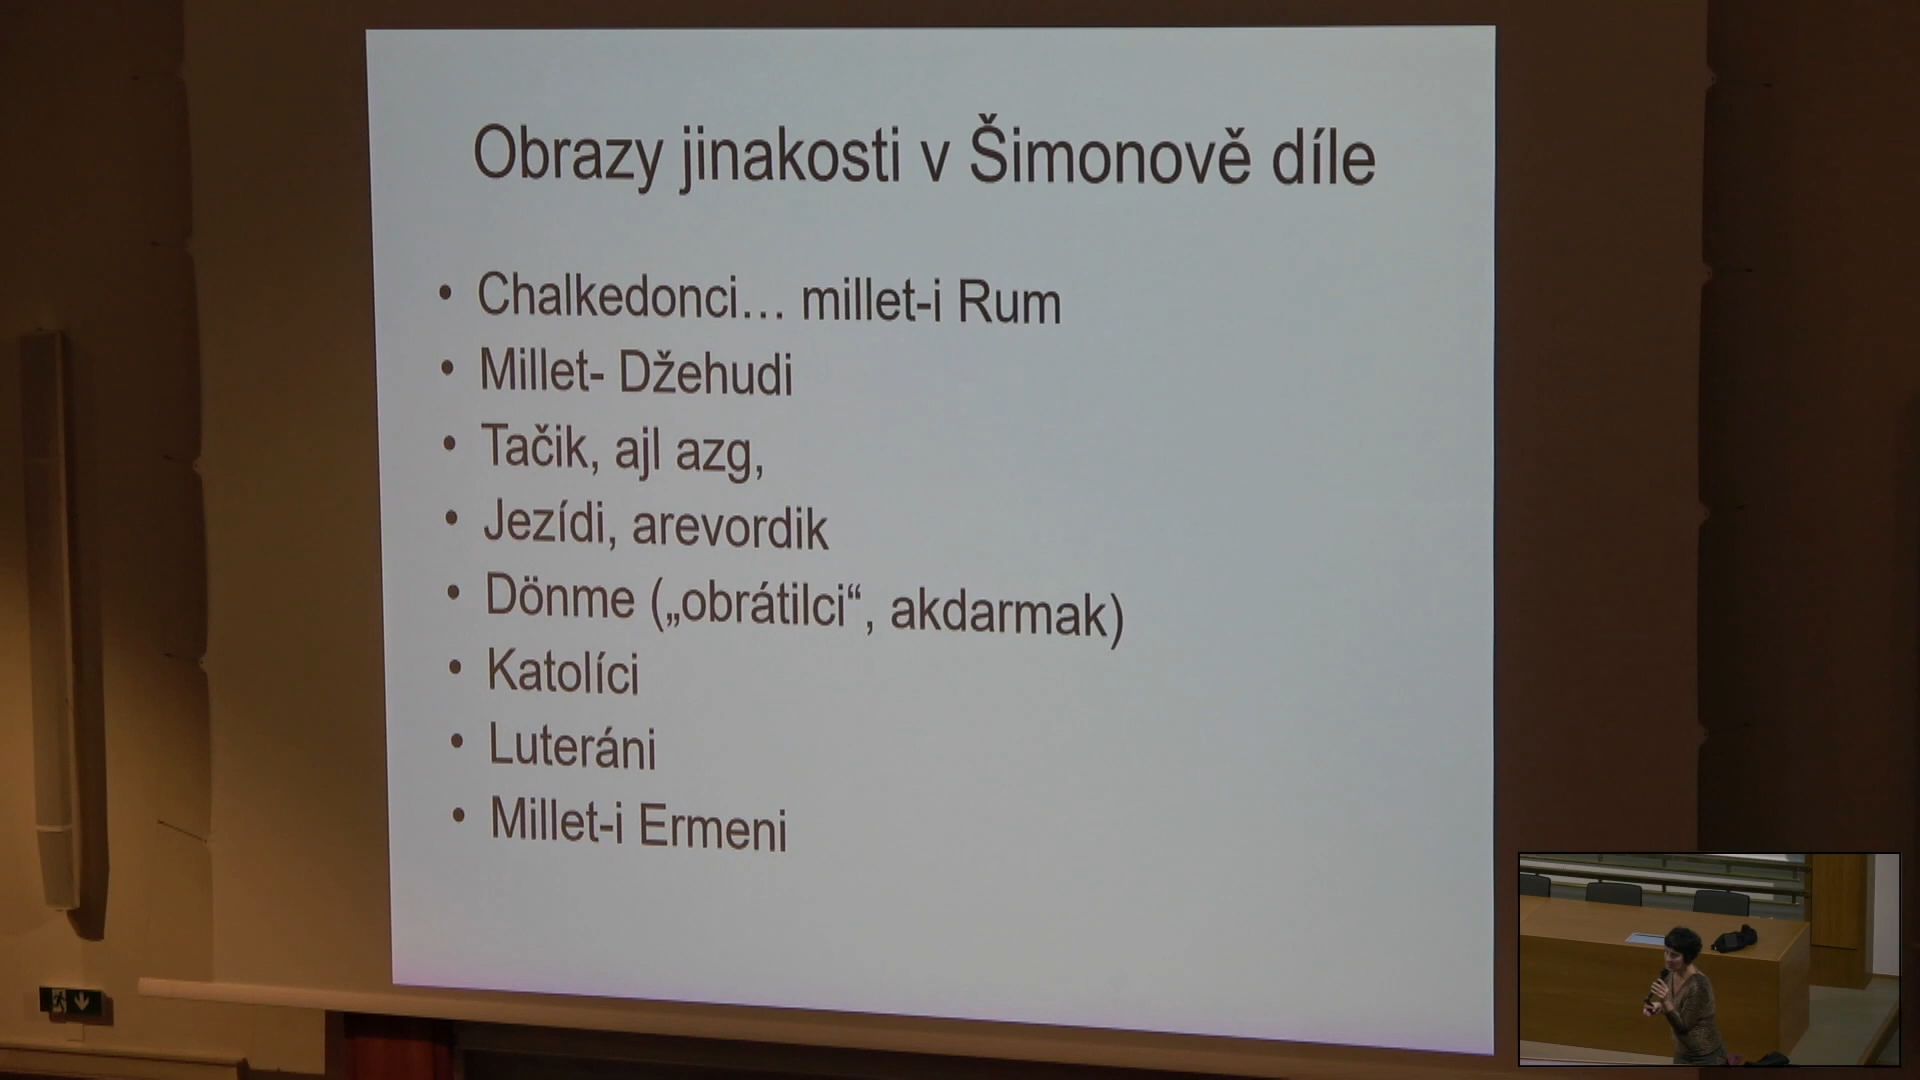 Obrazy jinakosti v Šimonově díle
• Chalkedonci… millet-i Rum
• Millet- Džehudi
• Tačik, ajl azg,
• Jezídi, arevordik
• Dönme („obrátilci“, akdarmak)
• Katolíci
• Luteráni
• Millet-i Ermeni